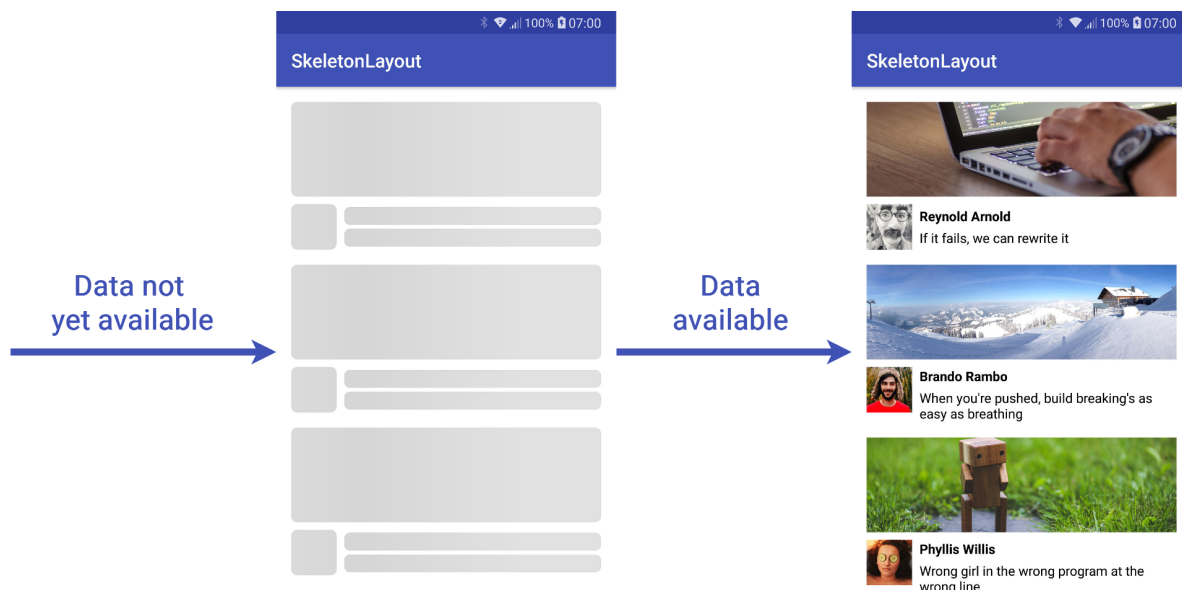 100% 07:00
SkeletonLayout
Data not
yet available
Data
available
100% 07:00
SkeletonLayout
Reynold Arnold
If it fails, we can rewrite it
Brando Rambo
When you're pushed, build breaking's as
easy as breathing
Phyllis Willis
Wrong girl in the wrong program at the
wrong line